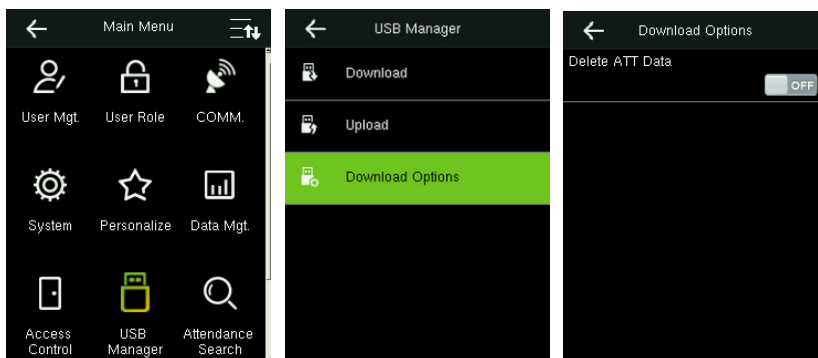 Main Menu
User Mgt.
User Role
COMM.
System
Personalize
Data Mgt.
Access
Control
USB
Manager
Attendance
Search
USB Manager
Download
Upload
Download Options
Download Options
Delete ATT Data
OFF